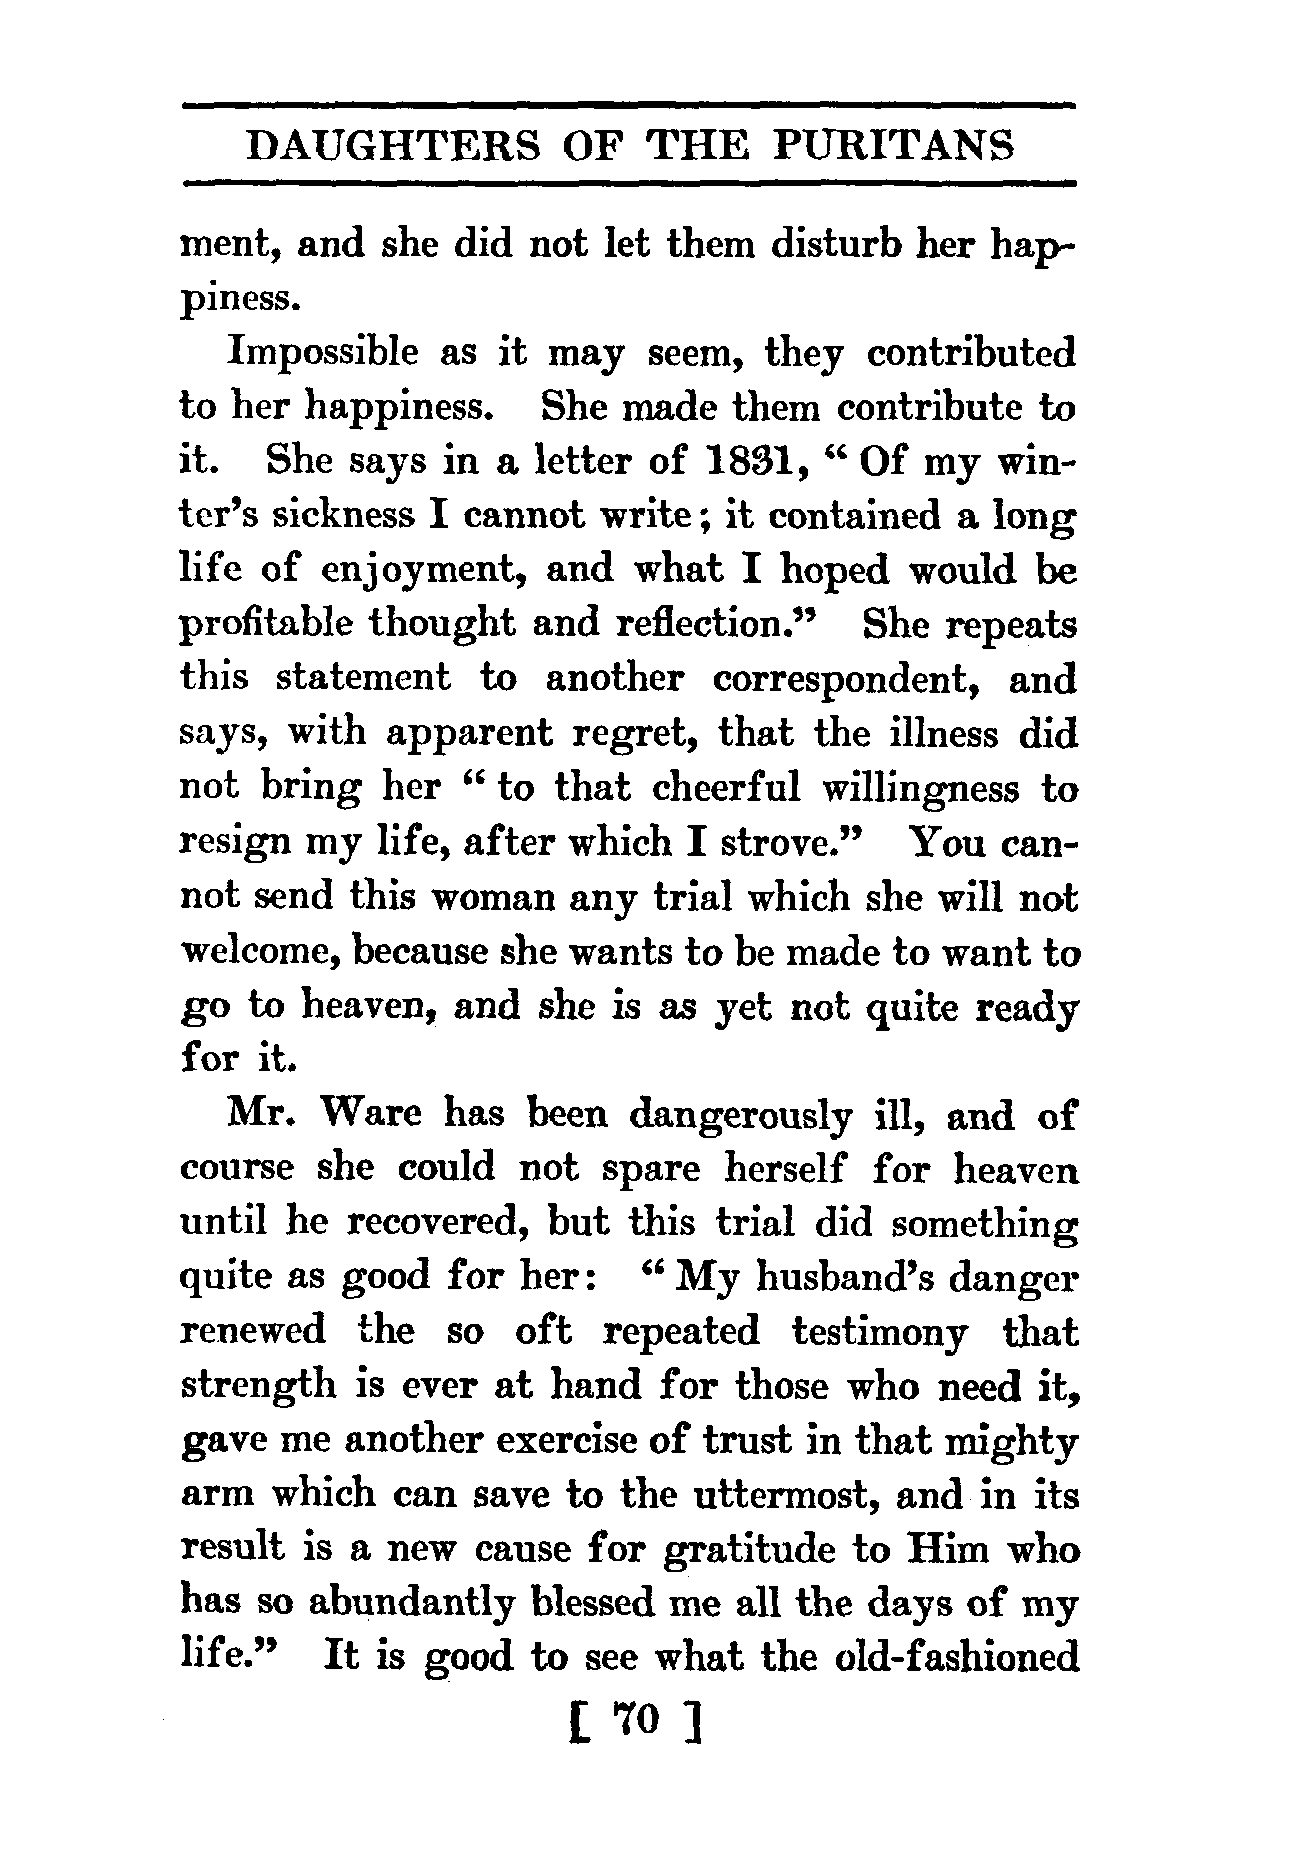 DAUGHTERS OF THE PURITANS
ment, and she did not let them disturb her hap-
piness.
Impossible as it may seem, they contributed
to her happiness. She made them contribute to
it. She says in a letter of 1831, “ Of my win-
ter's sickness I cannot write; it contained a long
life of enjoyment, and what I hoped would be
profitable thought and reflection.” She repeats
this statement to another correspondent, and
says, with apparent regret, that the illness did
not bring her “ to that cheerful willingness to
resign my life, after which I strove.” You can-
not send this woman any trial which she will not
welcome, because she wants to be made to want to
go to heaven, and she is as yet not quite ready
for it.
Mr. Ware has been dangerously ill, and of
course she could not spare herself for heaven
until he recovered, but this trial did something
quite as good for her: “ My husband's danger
renewed the so oft repeated testimony that
strength is ever at hand for those who need it,
gave me another exercise of trust in that mighty
arm which can save to the uttermost, and in its
result is a new cause for gratitude to Him who
has so abundantly blessed me all the days of my
life.” It is good to see what the old-fashioned
[ 70 ]